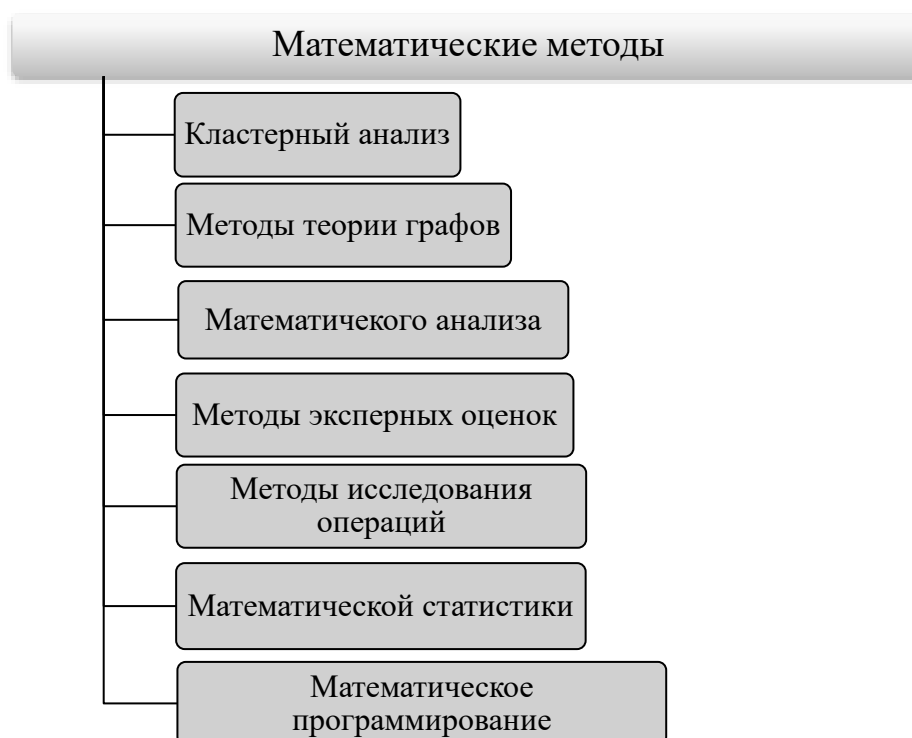 Математические методы
Кластерный анализ
Методы теории графов
Математичекого анализа
Методы эксперных оценок
Методы исследования
операций
Математической статистики
Математическое
программирование